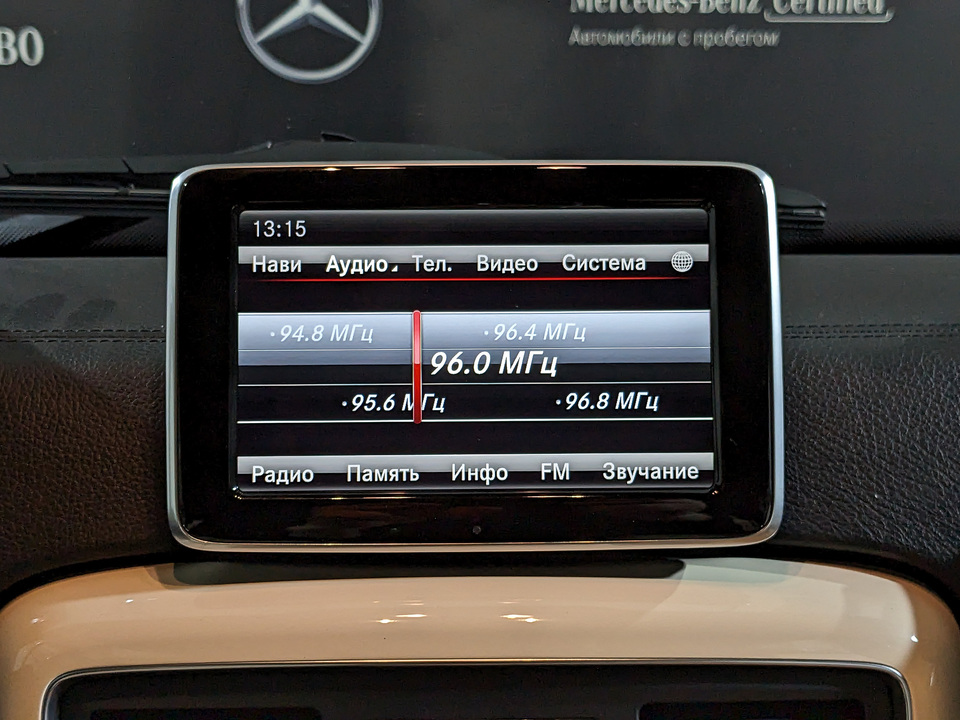 Mercedes-Benz Certified
ВО
Автомобили с пробегом
13:15
Нави Аудио Тел. Видео Система
·94.8 МГц ·96.4 МГц
96.0 МГц
·95.6 МГц ·96.8 МГц
Радио Память Инфо FM Звучание